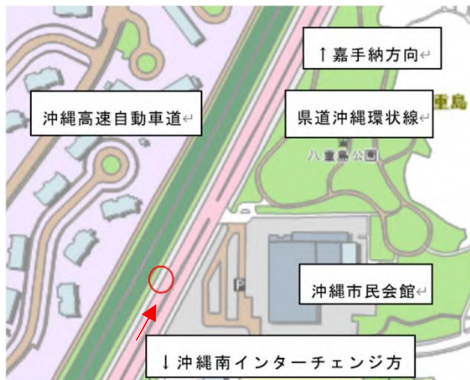 ↑嘉手納方向↵
沖縄高速自動車道↵
県道沖縄環状線↵
重島
八重島公園
沖縄市民会館↵
P
↓沖縄南インターチェンジ方